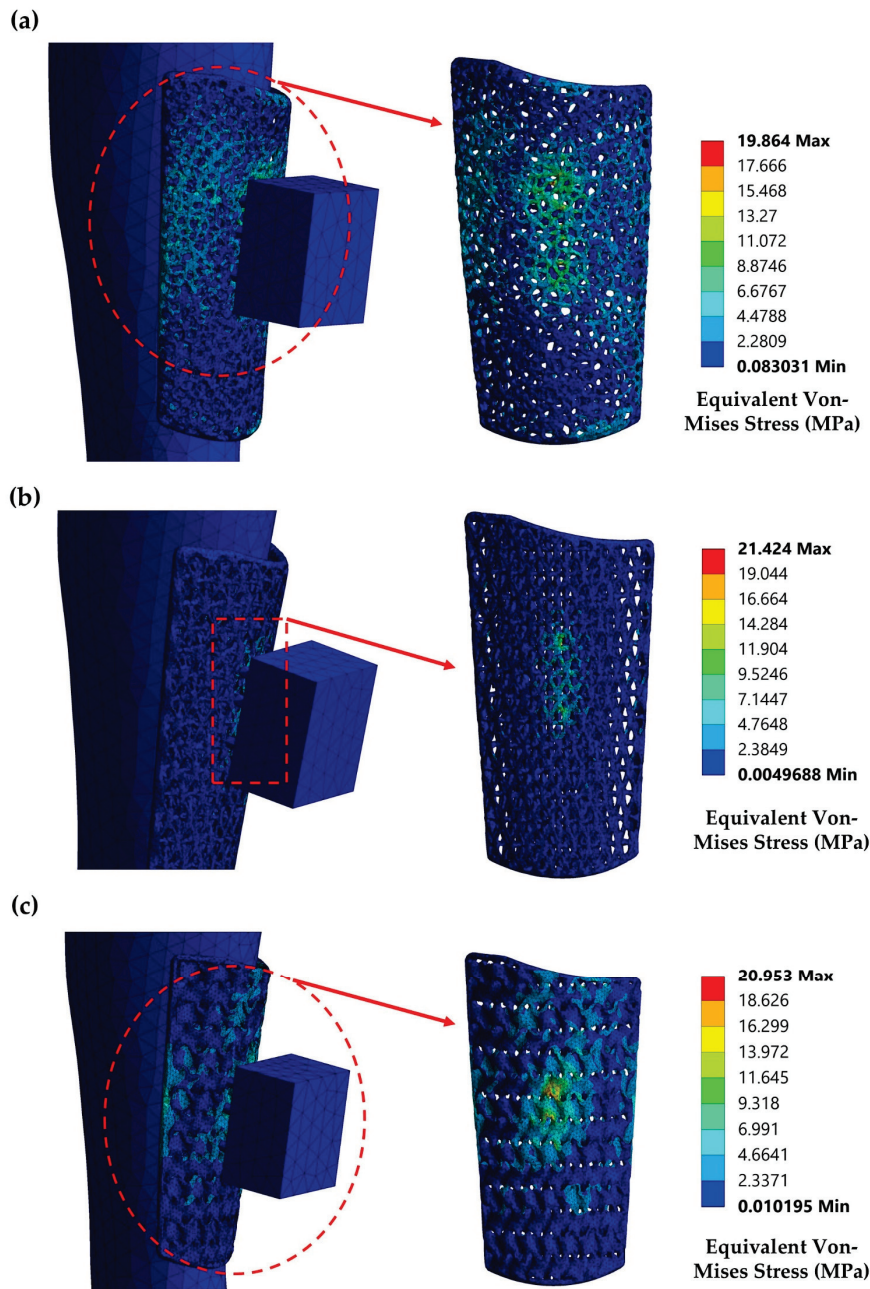 (a)
19.864 Max
17.666
15.468
13.27
11.072
8.8746
6.6767
4.4788
2.2809
0.083031 Min
Equivalent Von-
Mises Stress (MPa)
(b)
21.424 Max
19.044
16.664
14.284
11.904
9.5246
7.1447
4.7648
2.3849
0.0049688 Min
Equivalent Von-
Mises Stress (MPa)
(c)
20.953 Max
18.626
16.299
13.972
11.645
9.318
6.991
4.6641
2.3371
0.010195 Min
Equivalent Von-
Mises Stress (MPa)